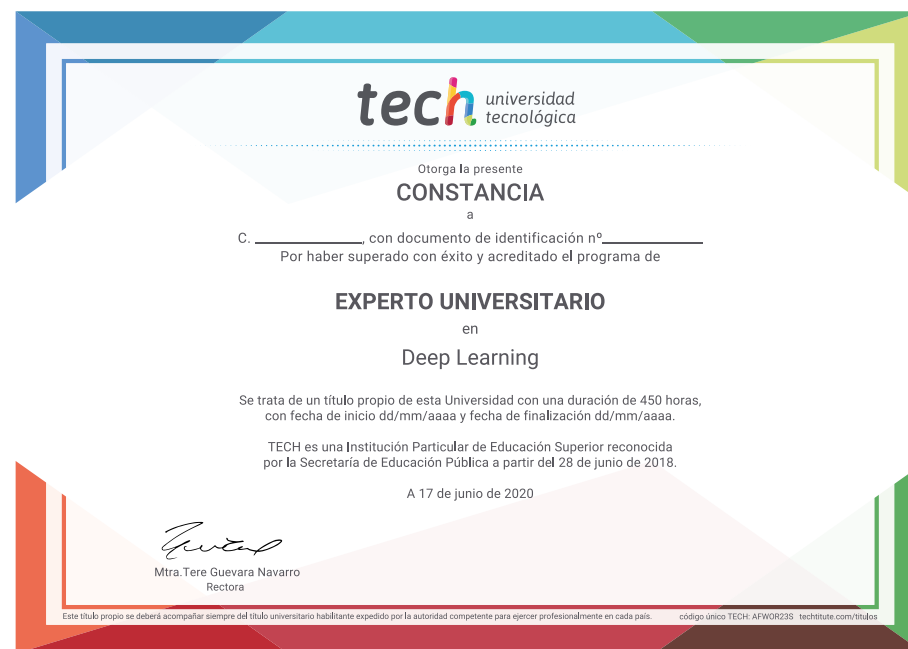 tech universidad
tecnológica
Otorga la presente
CONSTANCIA
a
C. ____________, con documento de identificación nº____________
Por haber superado con éxito y acreditado el programa de
EXPERTO UNIVERSITARIO
en
Deep Learning
Se trata de un título propio de esta Universidad con una duración de 450 horas,
con fecha de inicio dd/mm/aaaa y fecha de finalización dd/mm/aaaa.
TECH es una Institución Particular de Educación Superior reconocida
por la Secretaría de Educación Pública a partir del 28 de junio de 2018.
A 17 de junio de 2020
Mtra.Tere Guevara Navarro
Rectora
Este título propio se deberá acompañar siempre del título universitario habilitante expedido por la autoridad competente para ejercer profesionalmente en cada país. código único TECH: AFWOR23S techtitute.com/titulos